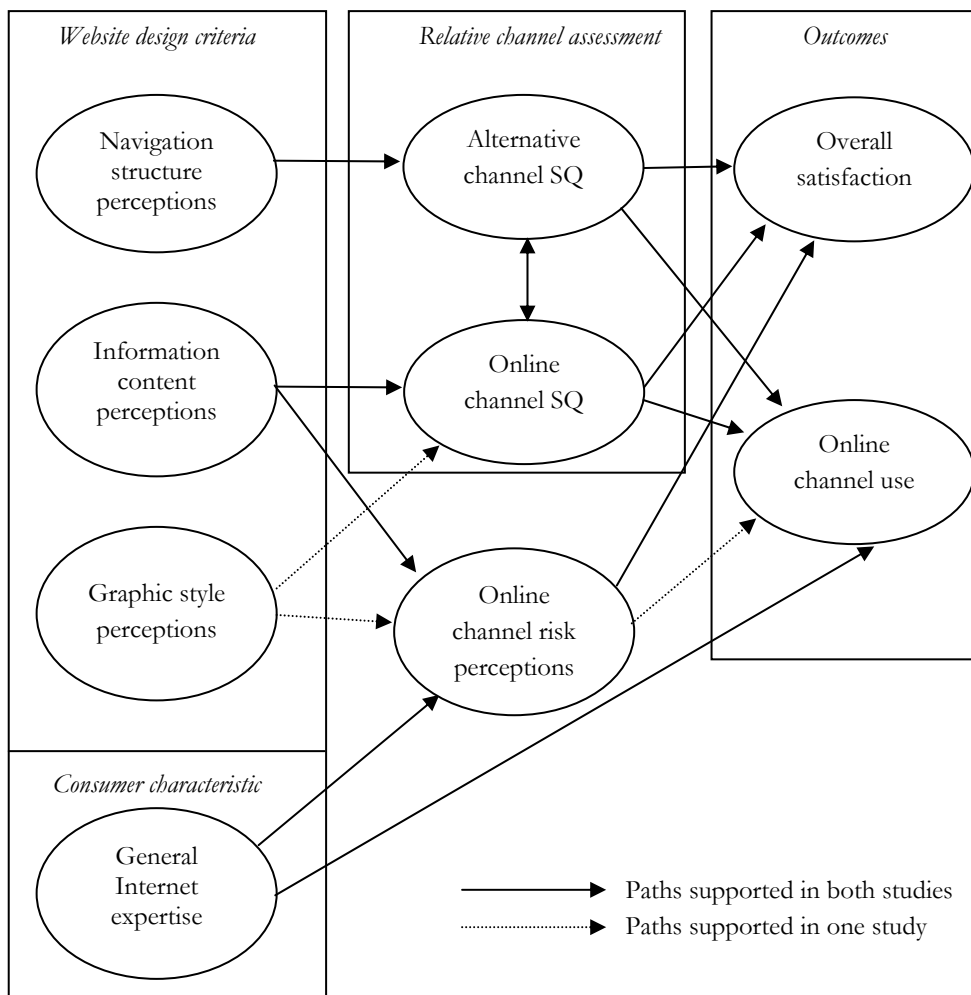 Website design criteria
Relative channel assessment
Outcomes
Navigation
structure
perceptions
Alternative
channel SQ
Overall
satisfaction
Information
content
perceptions
Online
channel SQ
Online
channel use
Graphic style
perceptions
Online
channel risk
perceptions
Consumer characteristic
General
Internet
expertise
Paths supported in both studies
Paths supported in one study